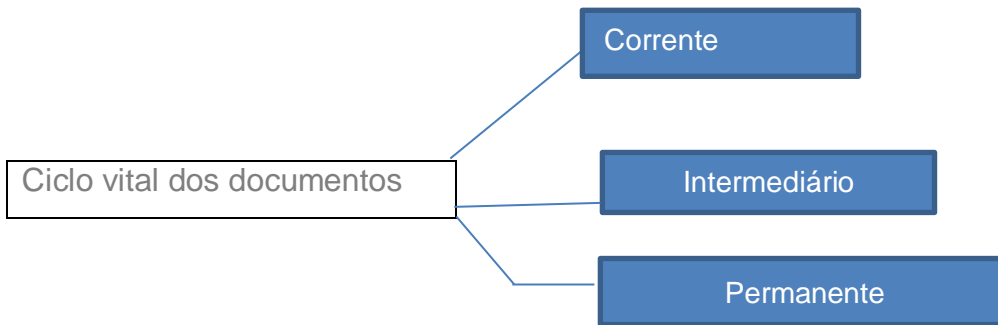 Corrente
Ciclo vital dos documentos
Intermediário
Permanente